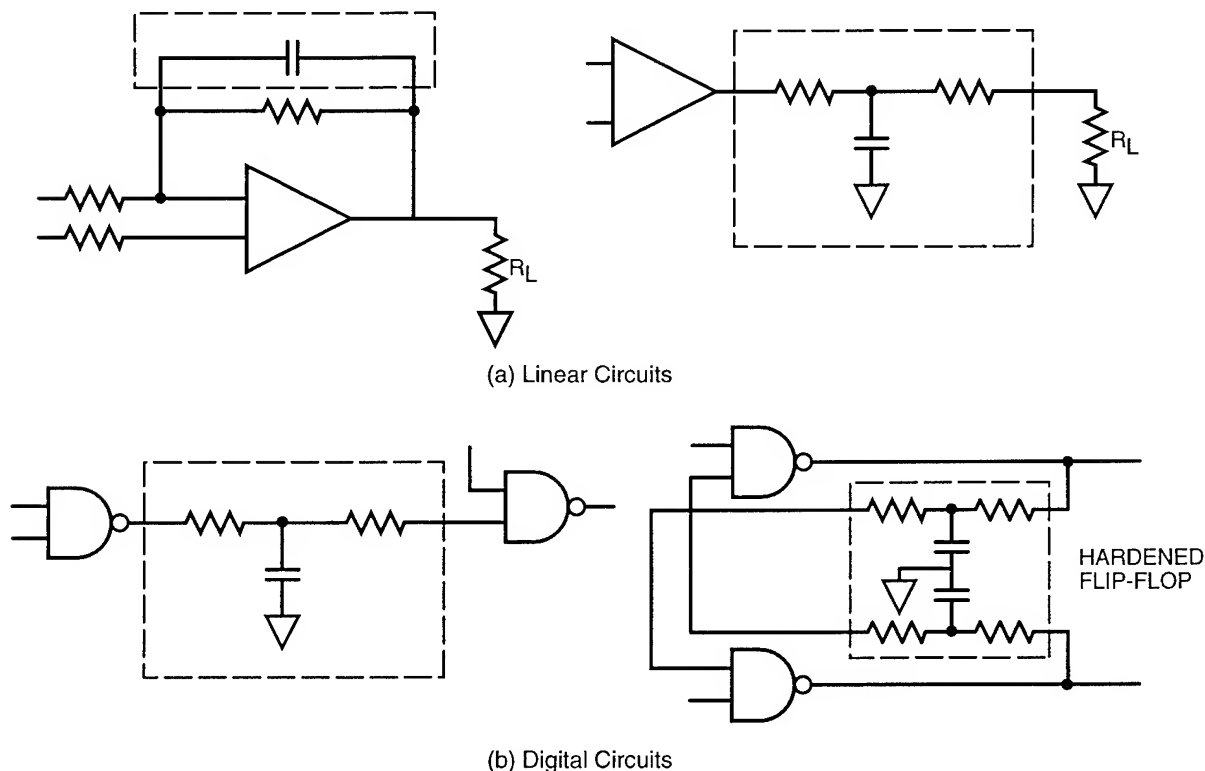 RL
RL
(a) Linear Circuits
HARDENED
FLIP-FLOP
(b) Digital Circuits